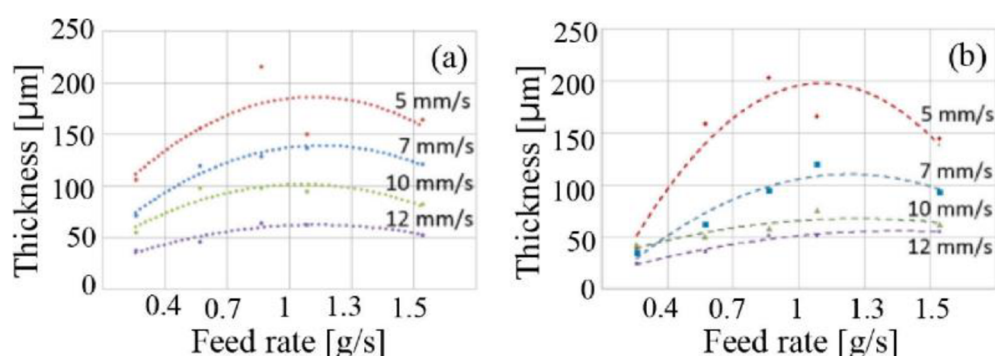 250
200
150
100
50
0
Thickness [µm]
(a)
5 mm/s
7 mm/s
10 mm/s
12 mm/s
0.4 0.7 1 1.3 1.5
Feed rate [g/s]
250
200
150
100
50
0
Thickness [µm]
(b)
5 mm/s
7 mm/s
10 mm/s
12 mm/s
0.4 0.7 1 1.3 1.5
Feed rate [g/s]